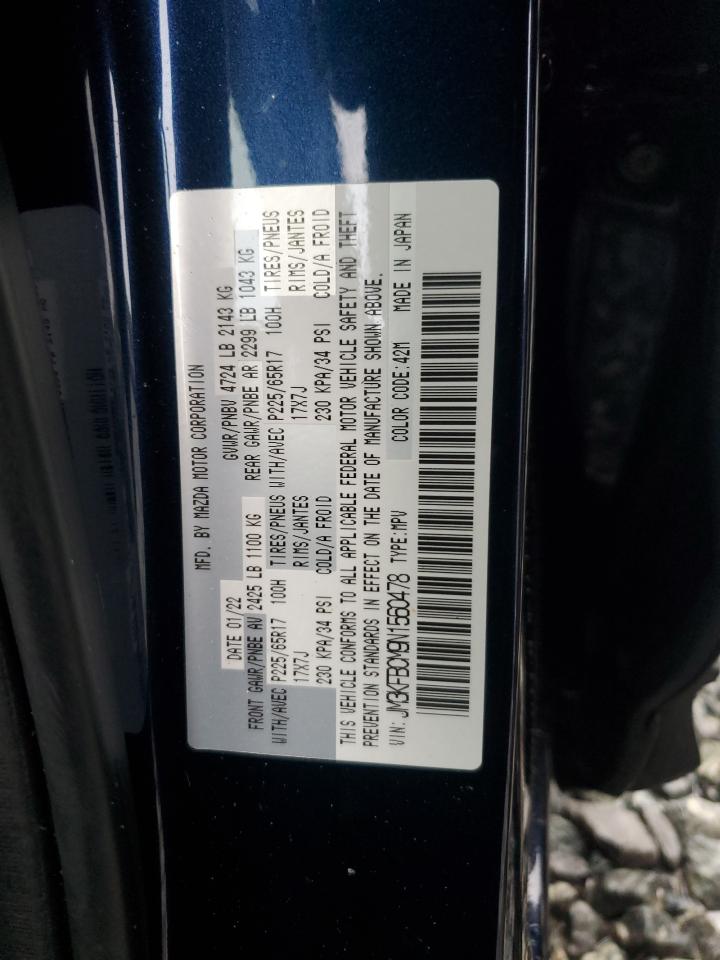 MFD. BY MAZDA MOTOR CORPORATION
DATE 01/22 GVWR/PNBV 4724 LB 2143 KG
FRONT GAWR/PNBE AV 2425 LB 1100 KG REAR GAWR/PNBE AR 2299 LB 1043 KG
WITH/AVEC P225/65R17 100H TIRES/PNEUS WITH/AVEC P225/65R17 100H TIRES/PNEUS
17X7J RIMS/JANTES 17X7J RIMS/JANTES
230 KPA/34 PSI COLD/A FROID 230 KPA/34 PSI COLD/A FROID
THIS VEHICLE CONFORMS TO ALL APPLICABLE FEDERAL MOTOR VEHICLE SAFETY AND THEFT
PREVENTION STANDARDS IN EFFECT ON THE DATE OF MANUFACTURE SHOWN ABOVE.
VIN: JM3KFBCM9N1560478 TYPE:MPV COLOR CODE:42M MADE IN JAPAN